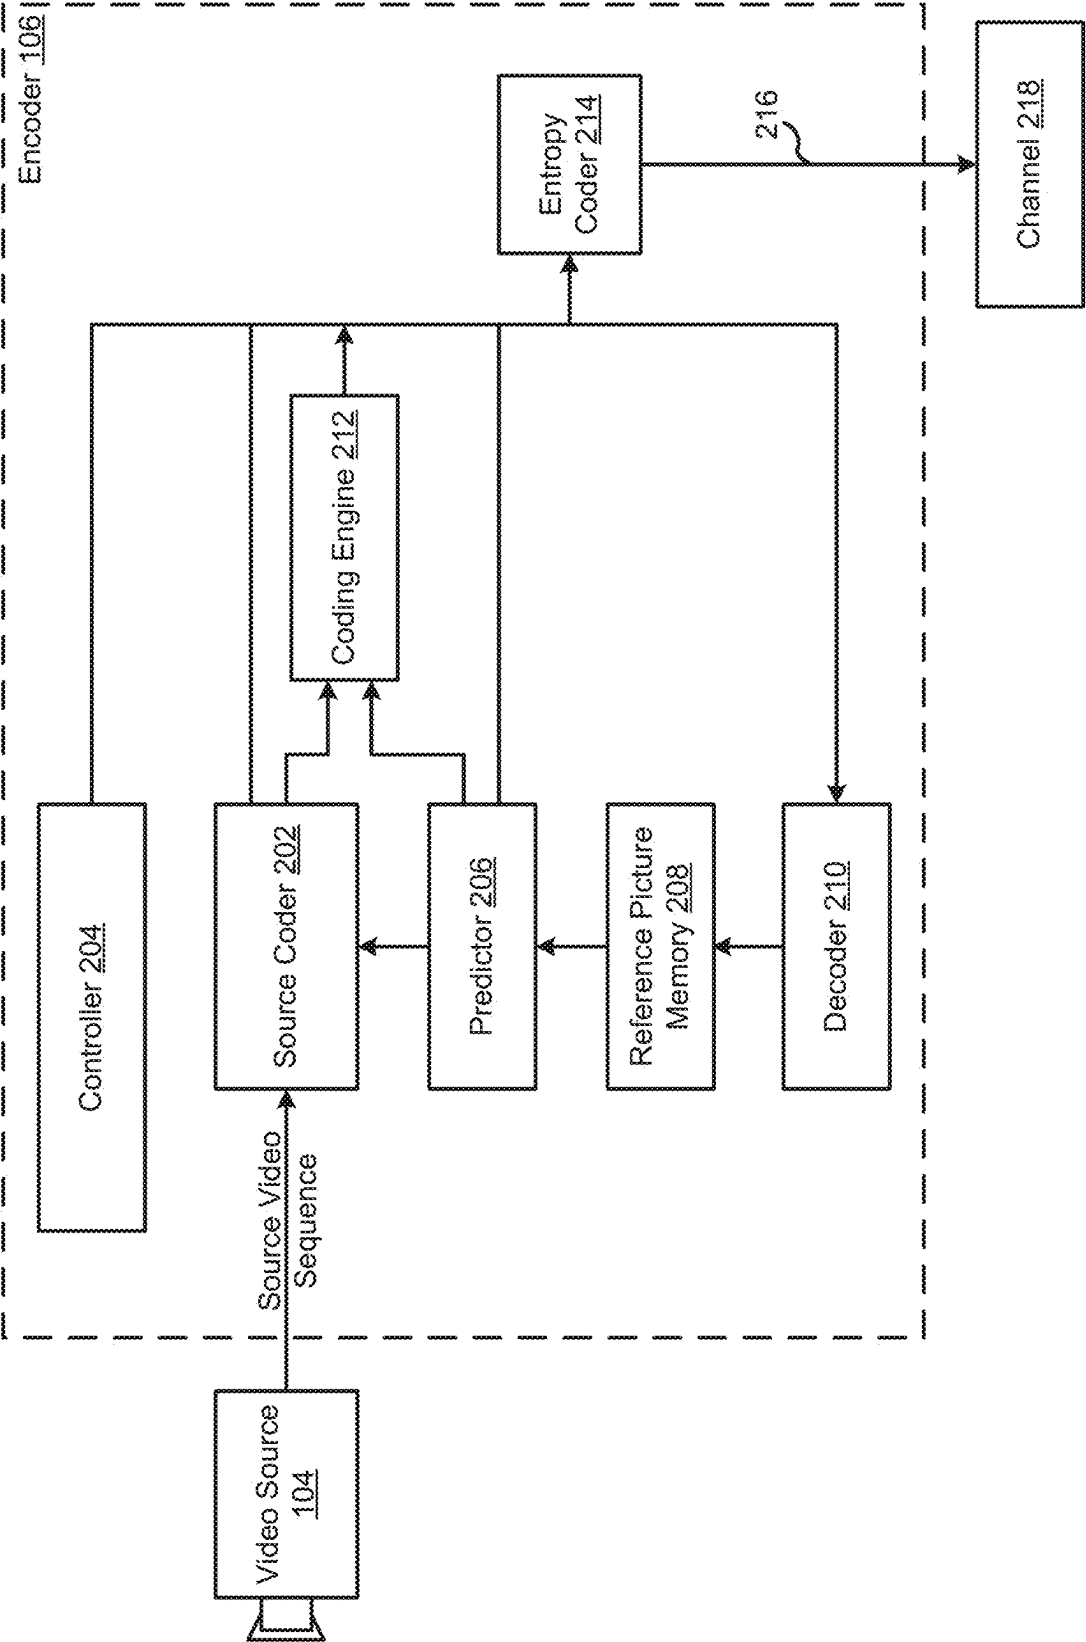 Encoder 106
Controller 204
Video Source
104
Source Video
Sequence
Source Coder 202
Coding Engine 212
Predictor 206
Reference Picture
Memory 208
Decoder 210
Entropy
Coder 214
216
Channel 218